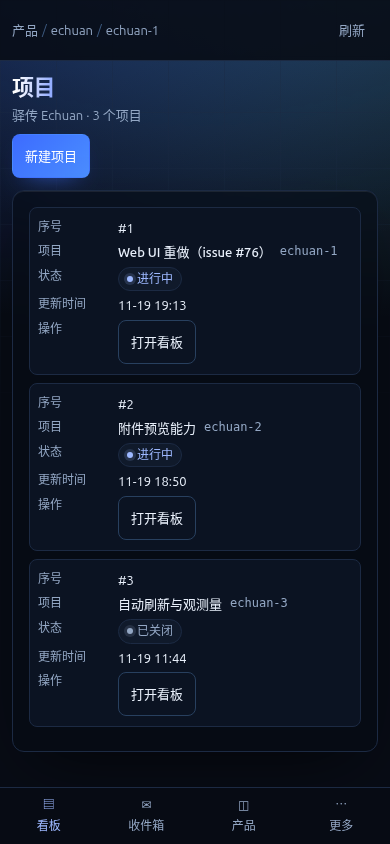 产品 / echuan / echuan-1
刷新
项目
驿传 Echuan · 3 个项目
新建项目
序号 #1
项目 Web UI 重做（issue #76） echuan-1
状态 进行中
更新时间 11-19 19:13
操作 打开看板
序号 #2
项目 附件预览能力 echuan-2
状态 进行中
更新时间 11-19 18:50
操作 打开看板
序号 #3
项目 自动刷新与观测量 echuan-3
状态 已关闭
更新时间 11-19 11:44
操作 打开看板
看板 收件箱 产品 更多